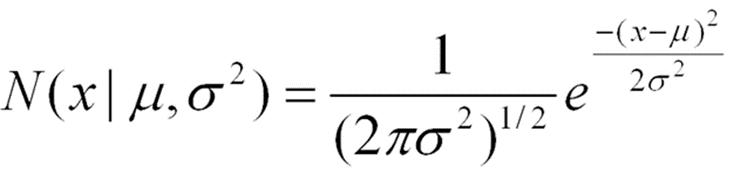 N(x | μ, σ²) = 1 / (2πσ²)^{1/2} e^{-(x-μ)² / 2σ²}